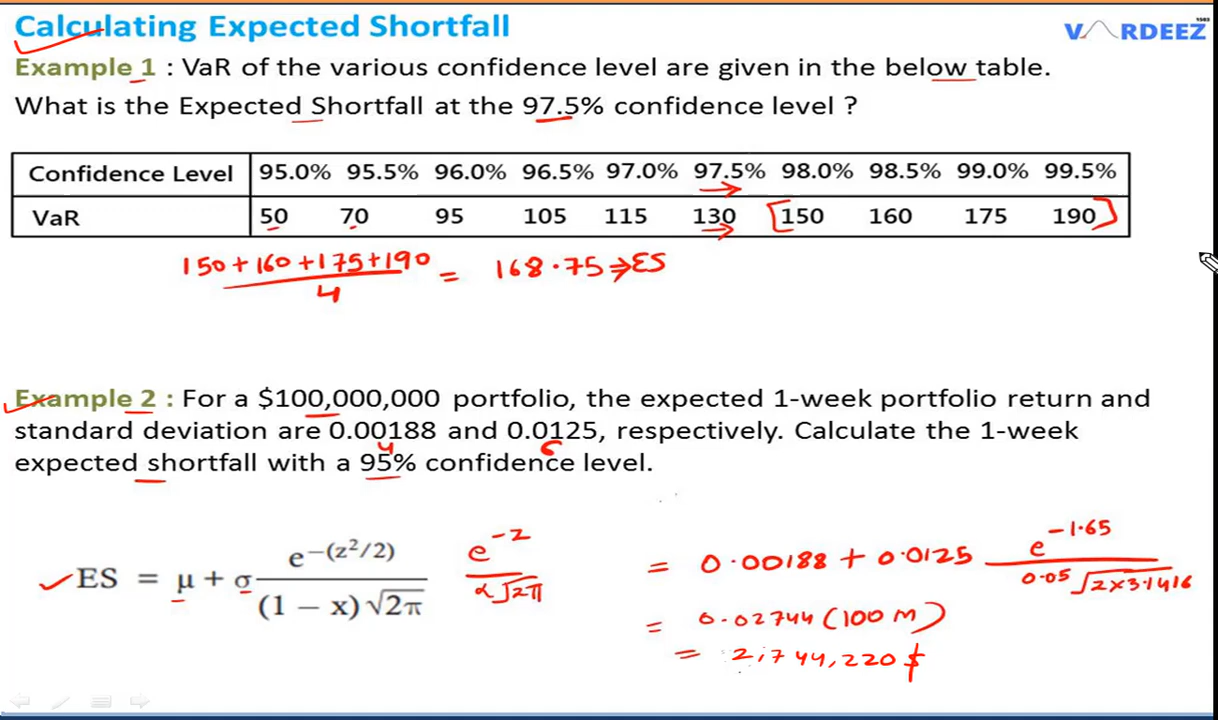 Calculating Expected Shortfall
VARDEEZ
Example 1 : VaR of the various confidence level are given in the below table.
What is the Expected Shortfall at the 97.5% confidence level ?
Confidence Level 95.0% 95.5% 96.0% 96.5% 97.0% 97.5% 98.0% 98.5% 99.0% 99.5%
VaR 50 70 95 105 115 130 [150 160 175 190]
150+160+175+190 / 4 = 168.75 ⇒ ES
Example 2 : For a $100,000,000 portfolio, the expected 1-week portfolio return and
standard deviation are 0.00188 and 0.0125, respectively. Calculate the 1-week
expected shortfall with a 95% confidence level.
ES = μ + σ e^−(z²/2) / (1 − x)√2π
e^-2 / α√2π
= 0.00188 + 0.0125 e^-1.65 / 0.05 √2×3.1416
= 0.02744 (100 M)
= 2,744,220 $